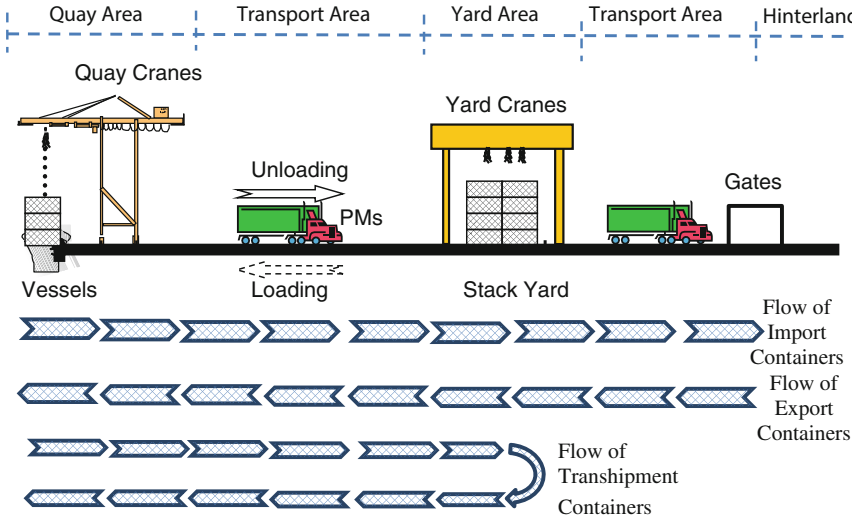 Quay Area Transport Area Yard Area Transport Area Hinterland
Quay Cranes
Yard Cranes
Unloading
Gates
PMs
Vessels Loading Stack Yard
Flow of
Import
Containers
Flow of
Export
Containers
Flow of
Transhipment
Containers